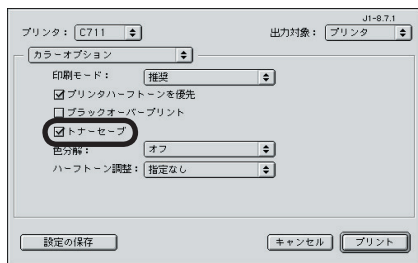 J1-8.7.1
プリンタ: C711 出力対象: プリンタ
カラーオプション
印刷モード: 推奨
プリンタハーフトーンを優先
ブラックオーバープリント
トナーセーブ
色分解: オフ
ハーフトーン調整: 指定なし
設定の保存 キャンセル プリント